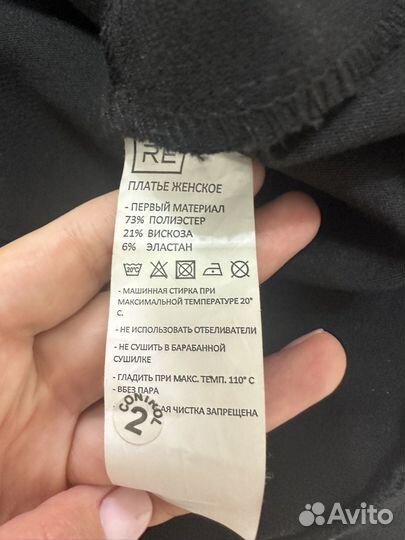 RE
ПЛАТЬЕ ЖЕНСКОЕ
- ПЕРВЫЙ МАТЕРИАЛ
73% ПОЛИЭСТЕР
21% ВИСКОЗА
6% ЭЛАСТАН
20°C
- МАШИННАЯ СТИРКА ПРИ
МАКСИМАЛЬНОЙ ТЕМПЕРАТУРЕ 20°
С.
- НЕ ИСПОЛЬЗОВАТЬ ОТБЕЛИВАТЕЛИ
- НЕ СУШИТЬ В БАРАБАННОЙ
СУШИЛКЕ
- ГЛАДИТЬ ПРИ МАКС. ТЕМП. 110° С
- ВБЕЗ ПАРА
АЯ ЧИСТКА ЗАПРЕЩЕНА
CONTROL
2
Avito